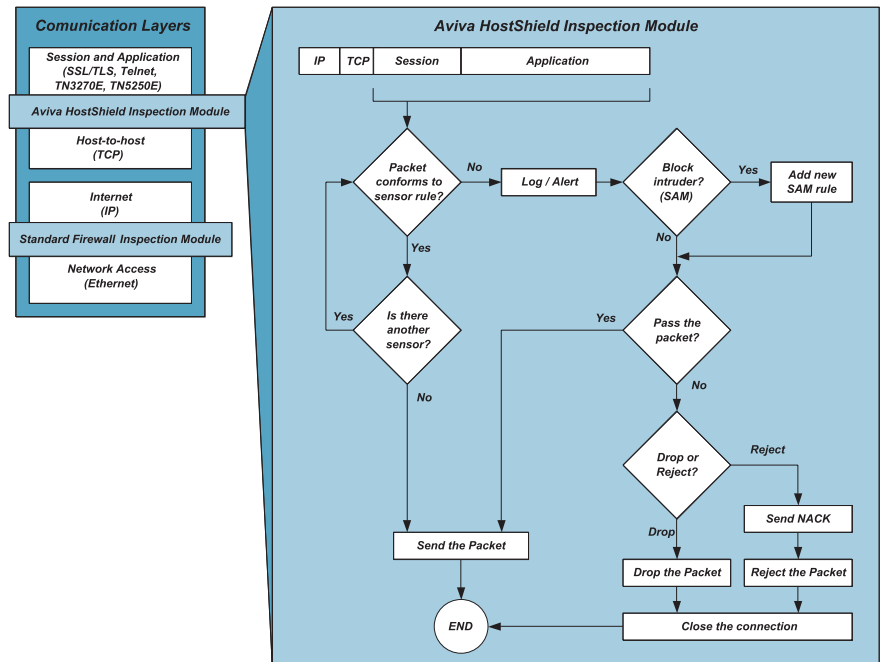 Comunication Layers
Session and Application
(SSL/TLS, Telnet,
TN3270E, TN5250E)
Aviva HostShield Inspection Module
Host-to-host
(TCP)
Internet
(IP)
Standard Firewall Inspection Module
Network Access
(Ethernet)
Aviva HostShield Inspection Module
IP
TCP
Session
Application
Packet
conforms to
sensor rule?
No
Log / Alert
Block
intruder?
(SAM)
Yes
Add new
SAM rule
No
Yes
Is there
another
sensor?
Yes
No
Pass the
packet?
Yes
No
Drop or
Reject?
Reject
Drop
Send NACK
Send the Packet
Drop the Packet
Reject the Packet
Close the connection
END